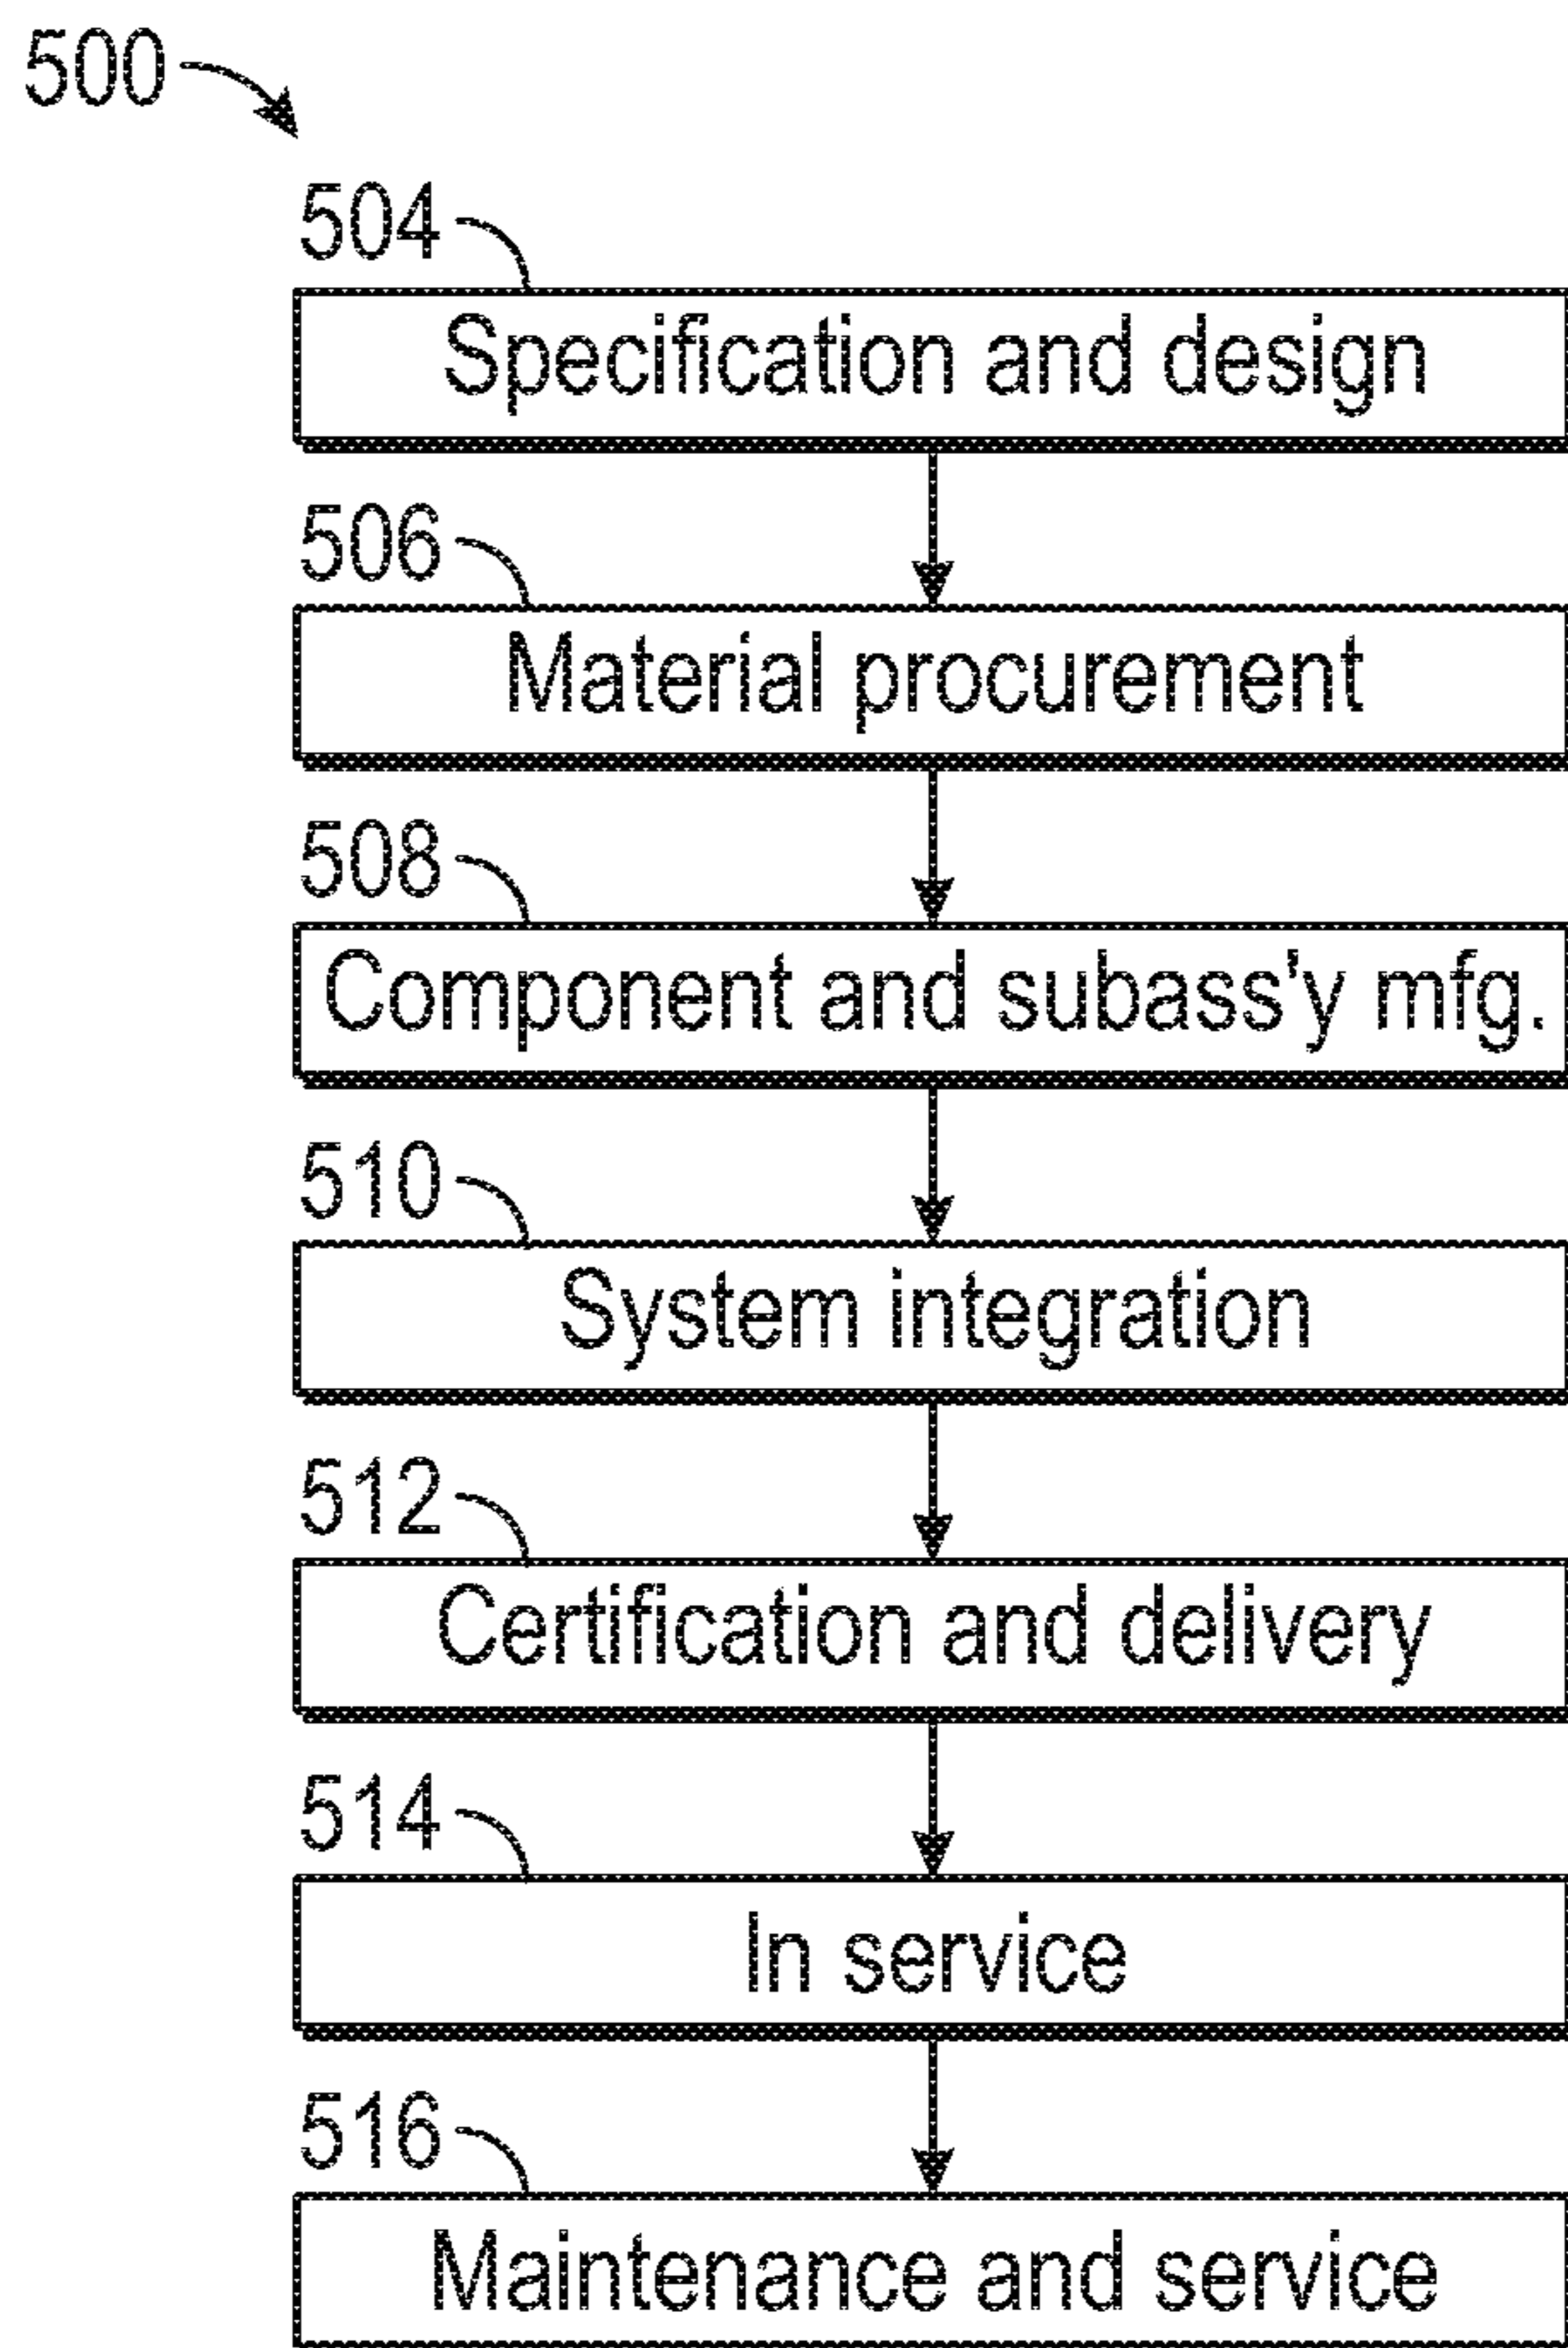 500
504
Specification and design
506
Material procurement
508
Component and subass'y mfg.
510
System integration
512
Certification and delivery
514
In service
516
Maintenance and service